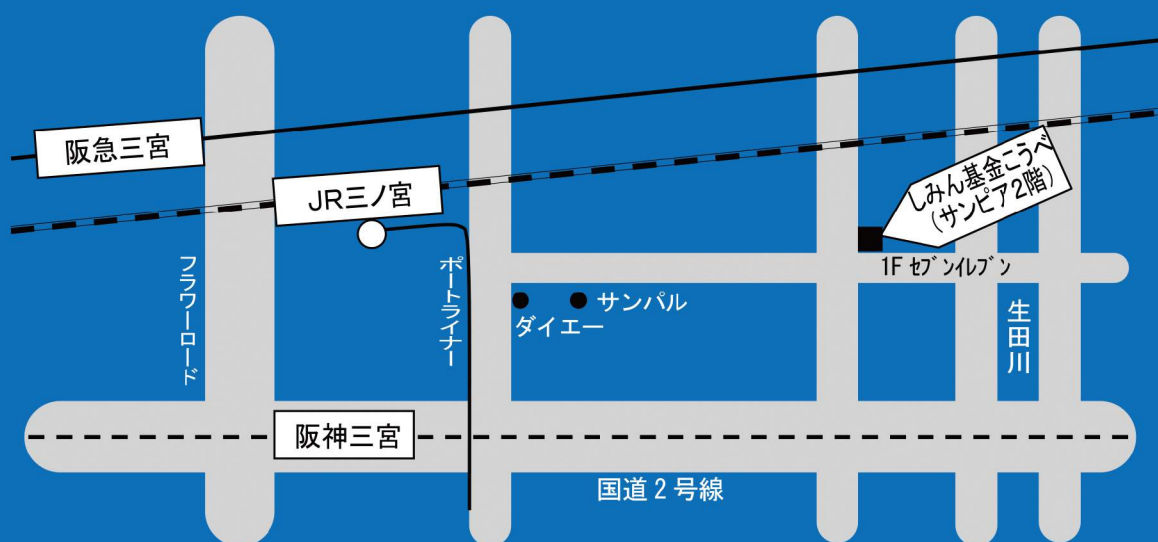 阪急三宮
JR三ノ宮
しみん基金こうべ
(サンピア2階)
1F セブンイレブン
フラワーロード
ポートライナー
サンパル
ダイエー
生田川
阪神三宮
国道2号線